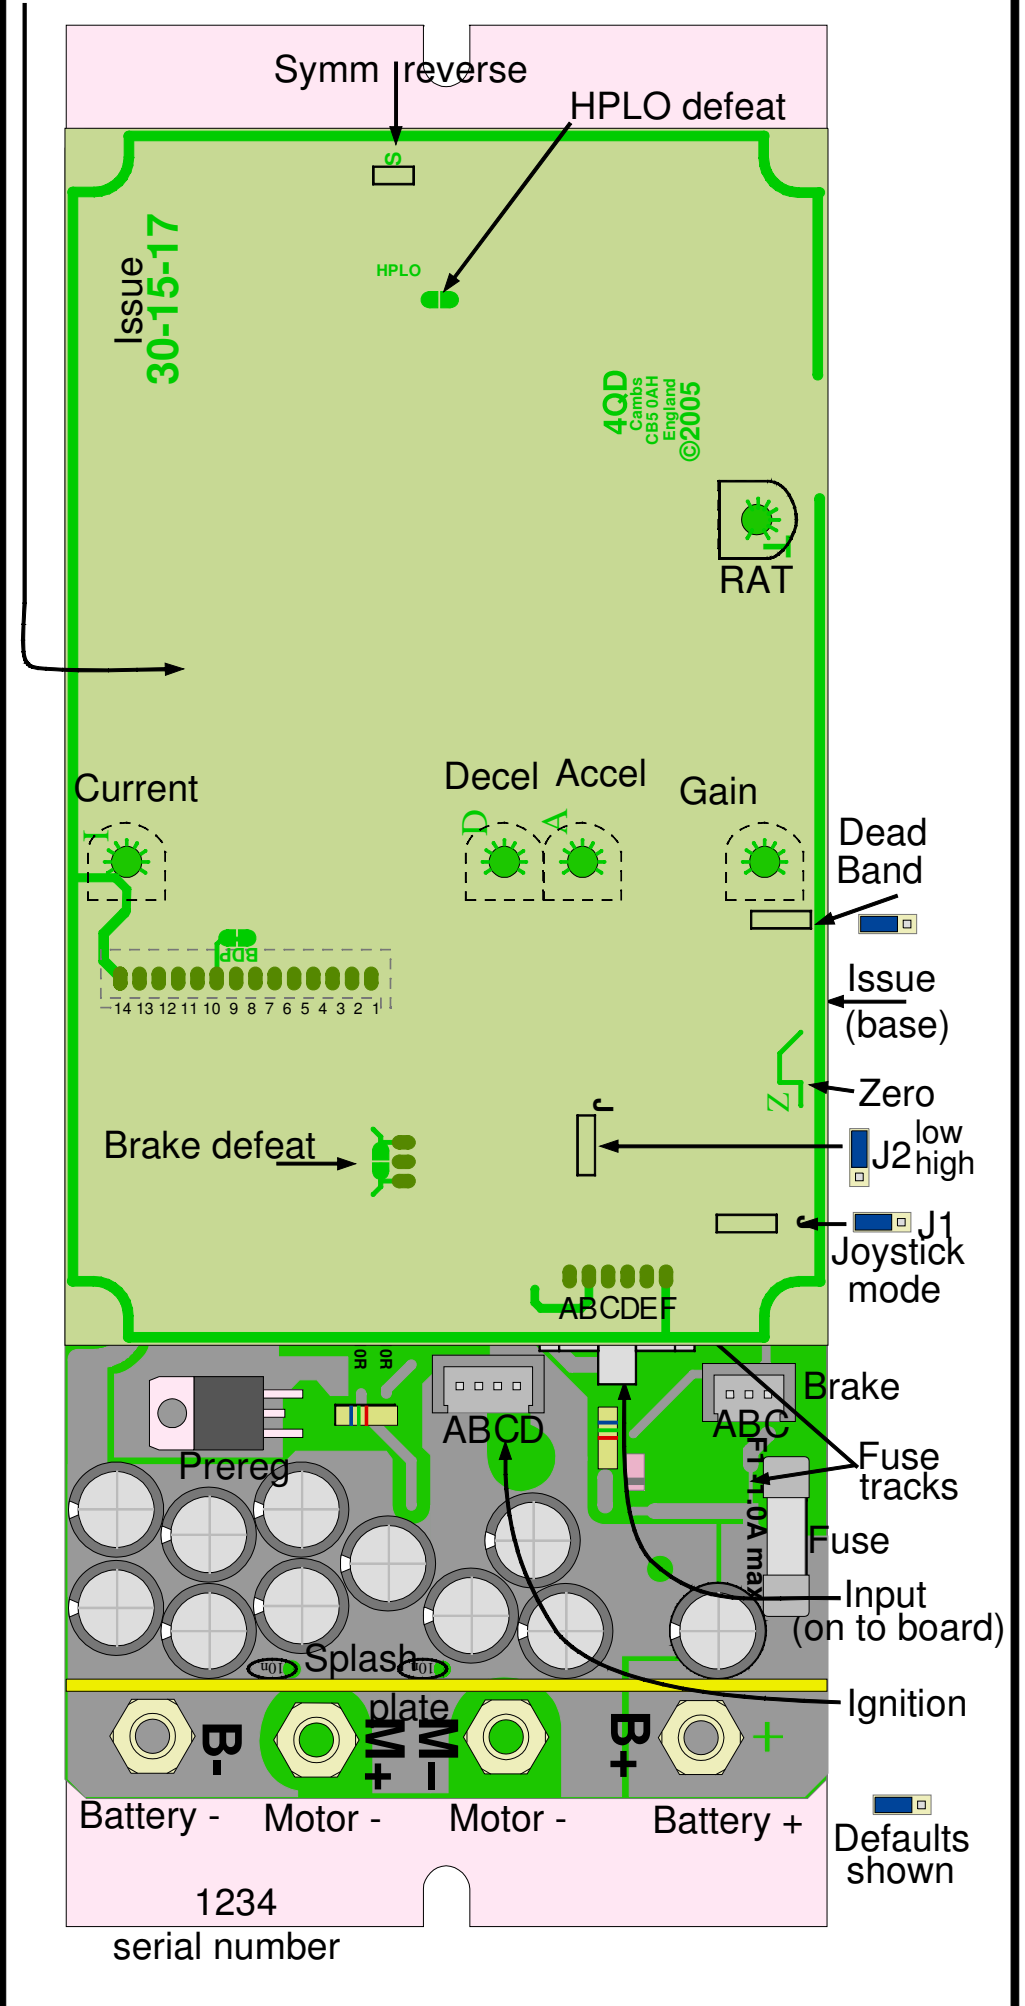 Symm reverse
HPLO defeat
S
HPLO
Issue
30-15-17
4QD
Cambs
CB5 0AH
England
©2005
RAT
Current
Decel
Accel
Gain
I
D
A
Dead
Band
BDP
14 13 12 11 10 9 8 7 6 5 4 3 2 1
Issue
(base)
Z
Zero
J
Brake defeat
J2
low
high
J
J1
Joystick
mode
ABCDEF
0R
0R
Brake
ABCD
ABC
Prereg
F1 -1.0A max
Fuse
tracks
Fuse
Input
(on to board)
10n
Splash
10n
plate
Ignition
B-
M+
M-
B+
+
Battery -
Motor -
Motor -
Battery +
Defaults
shown
1234
serial number